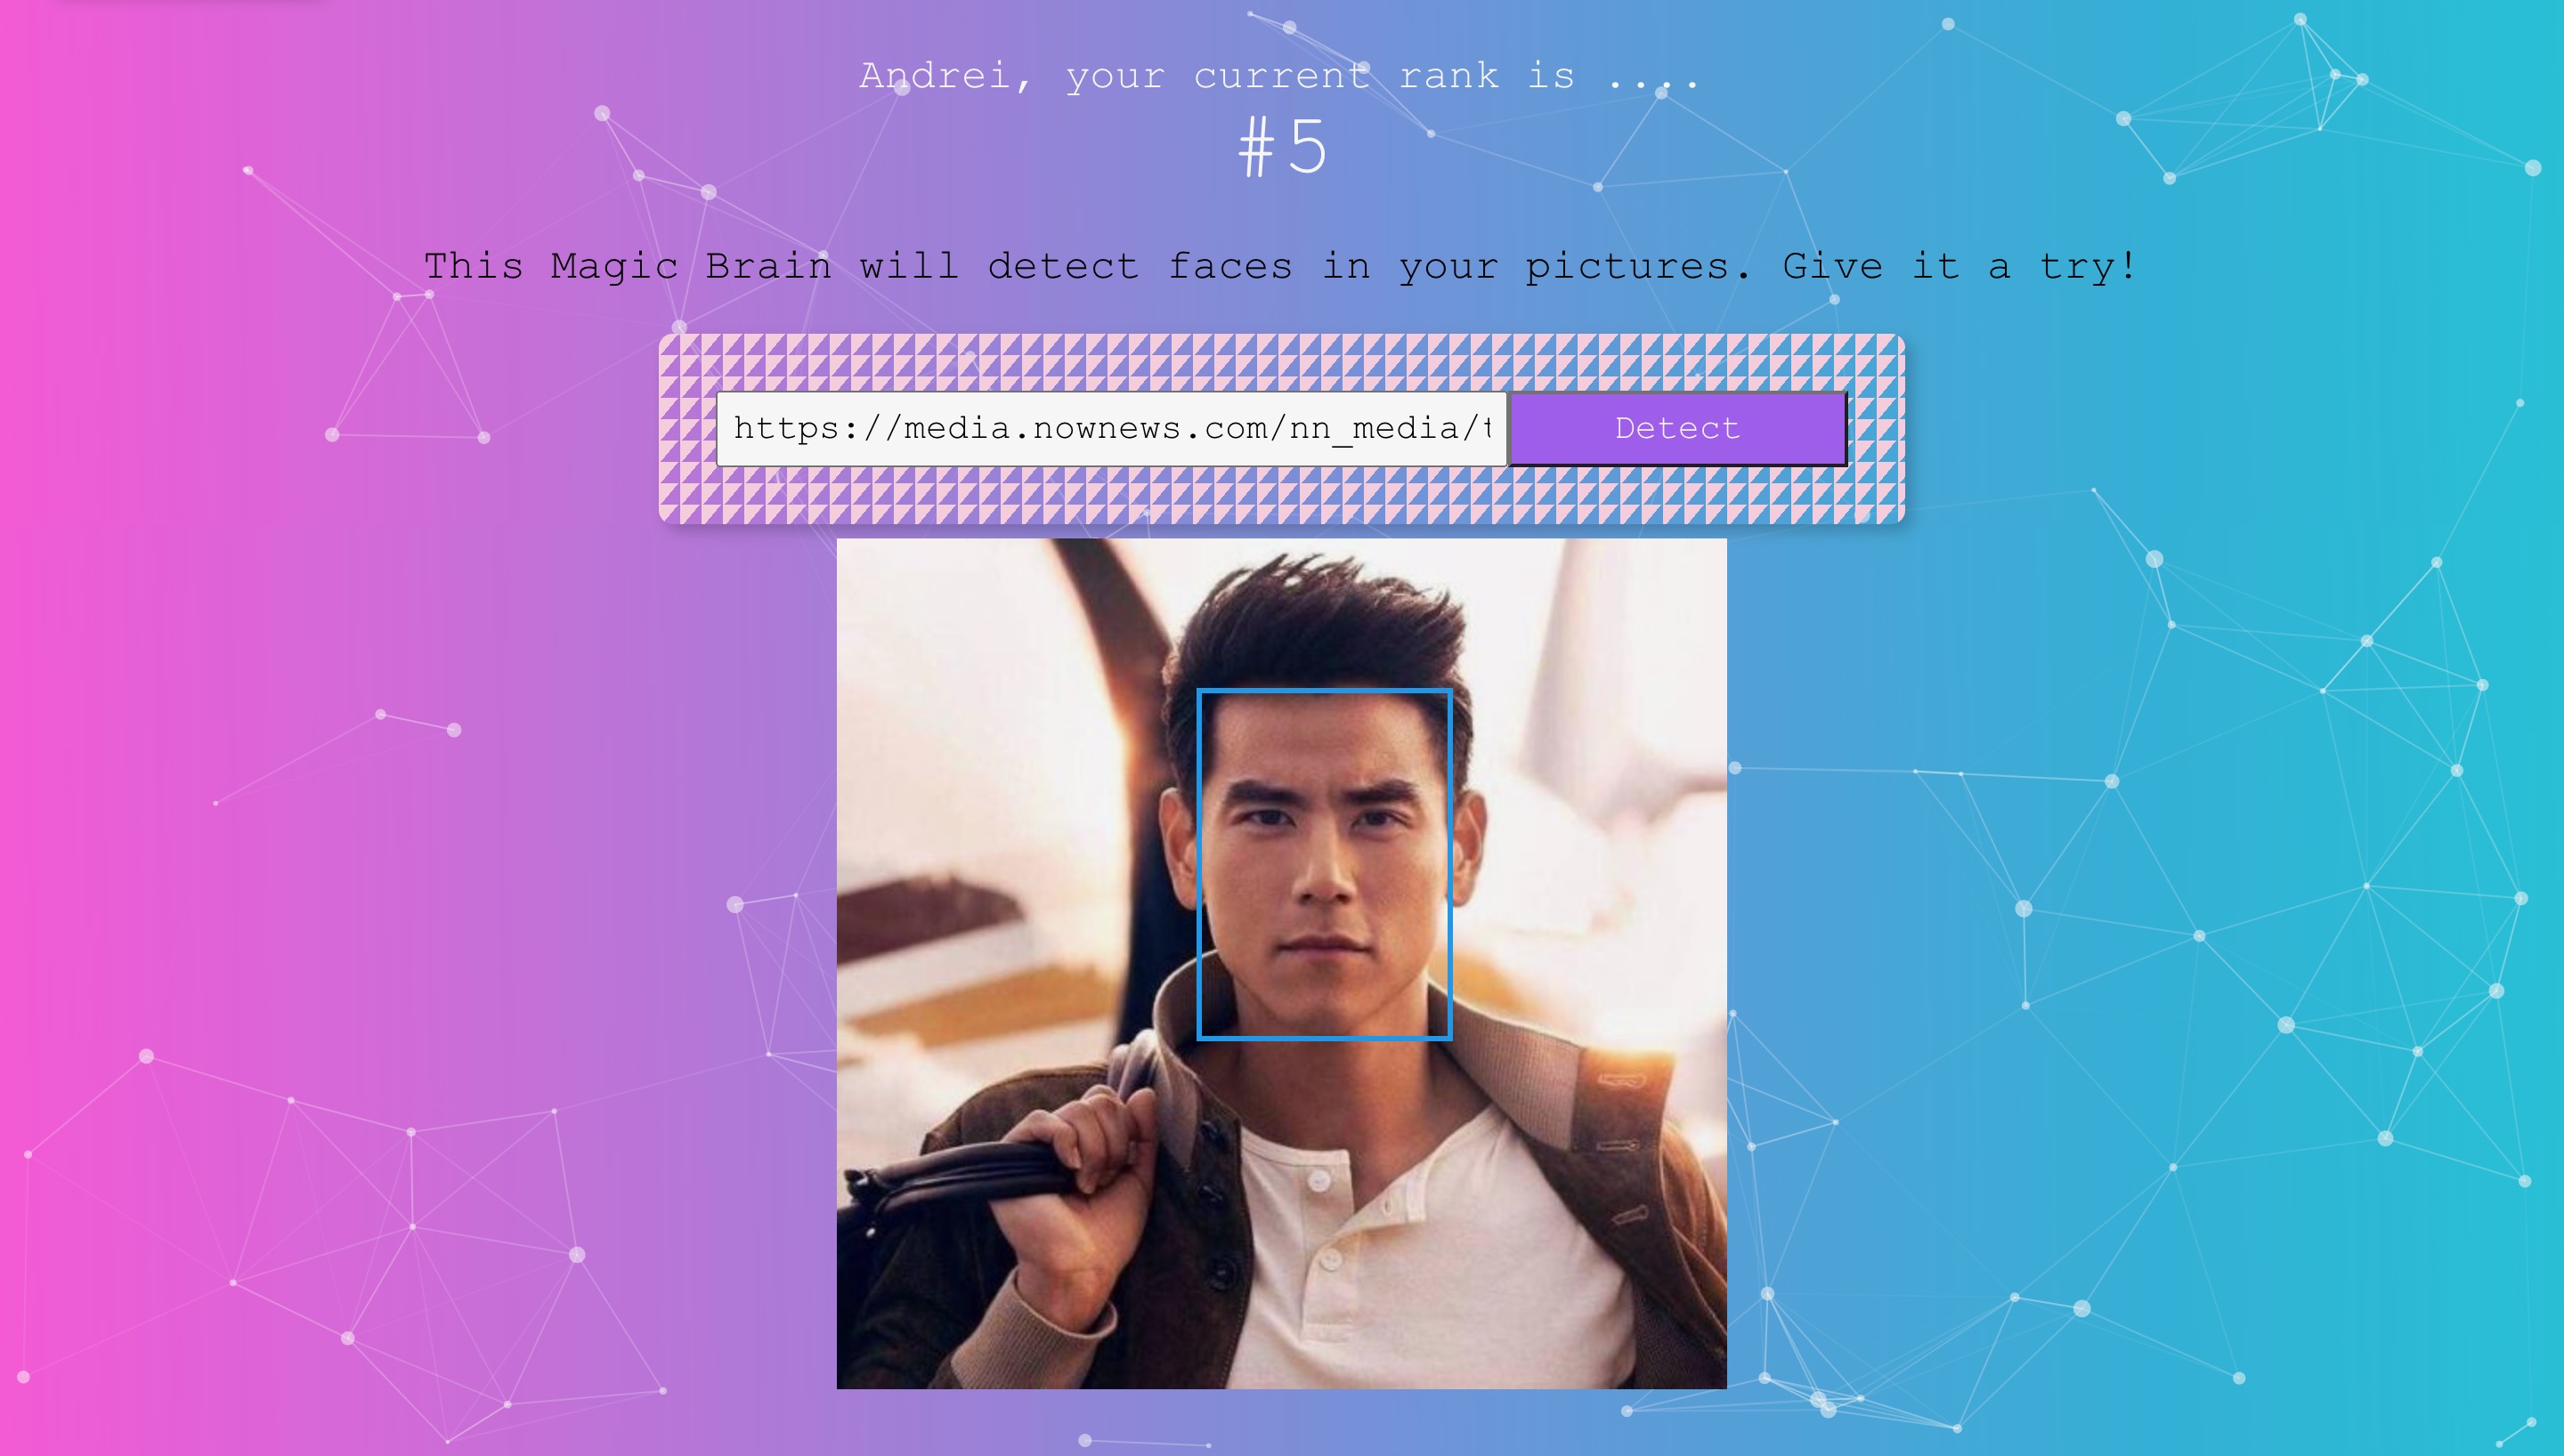 Andrei, your current rank is ....
#5
This Magic Brain will detect faces in your pictures. Give it a try!
https://media.nownews.com/nn_media/t
Detect